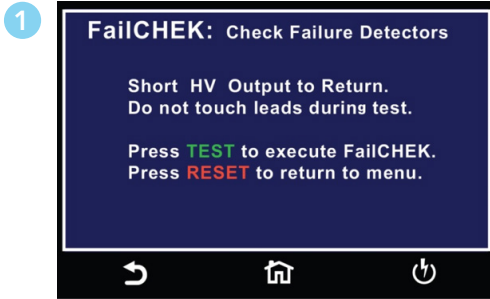 1
FailCHEK: Check Failure Detectors
Short HV Output to Return.
Do not touch leads during test.
Press TEST to execute FailCHEK.
Press RESET to return to menu.